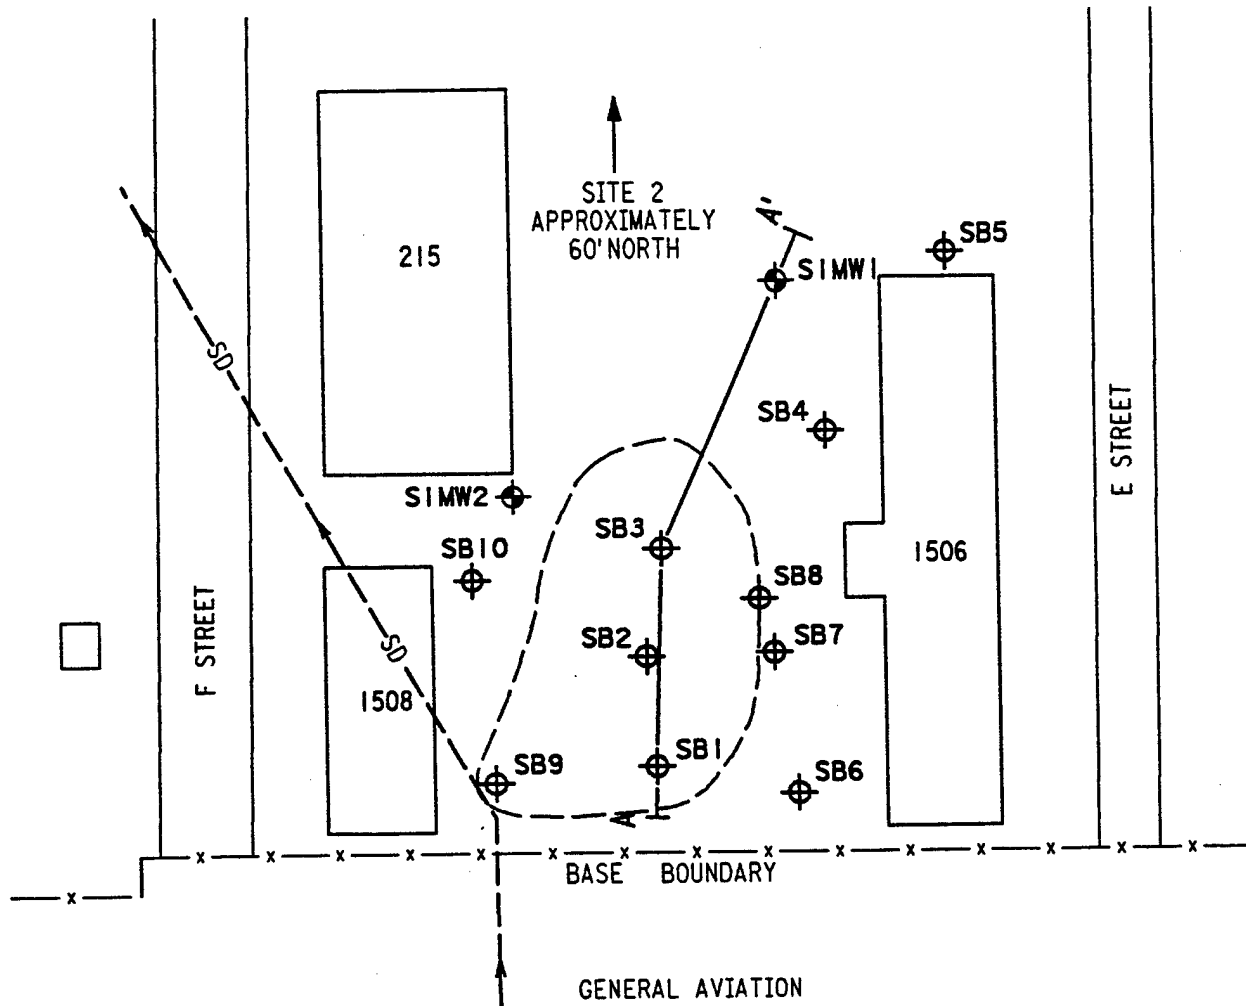 SITE 2
APPROXIMATELY
60' NORTH
A'
SB5
S1MW1
215
SD
SB4
E STREET
S1MW2
SB3
1506
SB10
SB8
F STREET
SB2
SB7
SD
1508
SB9
SB1
SB6
A
x x x x x x x x x x x x x x x
BASE BOUNDARY
x
GENERAL AVIATION